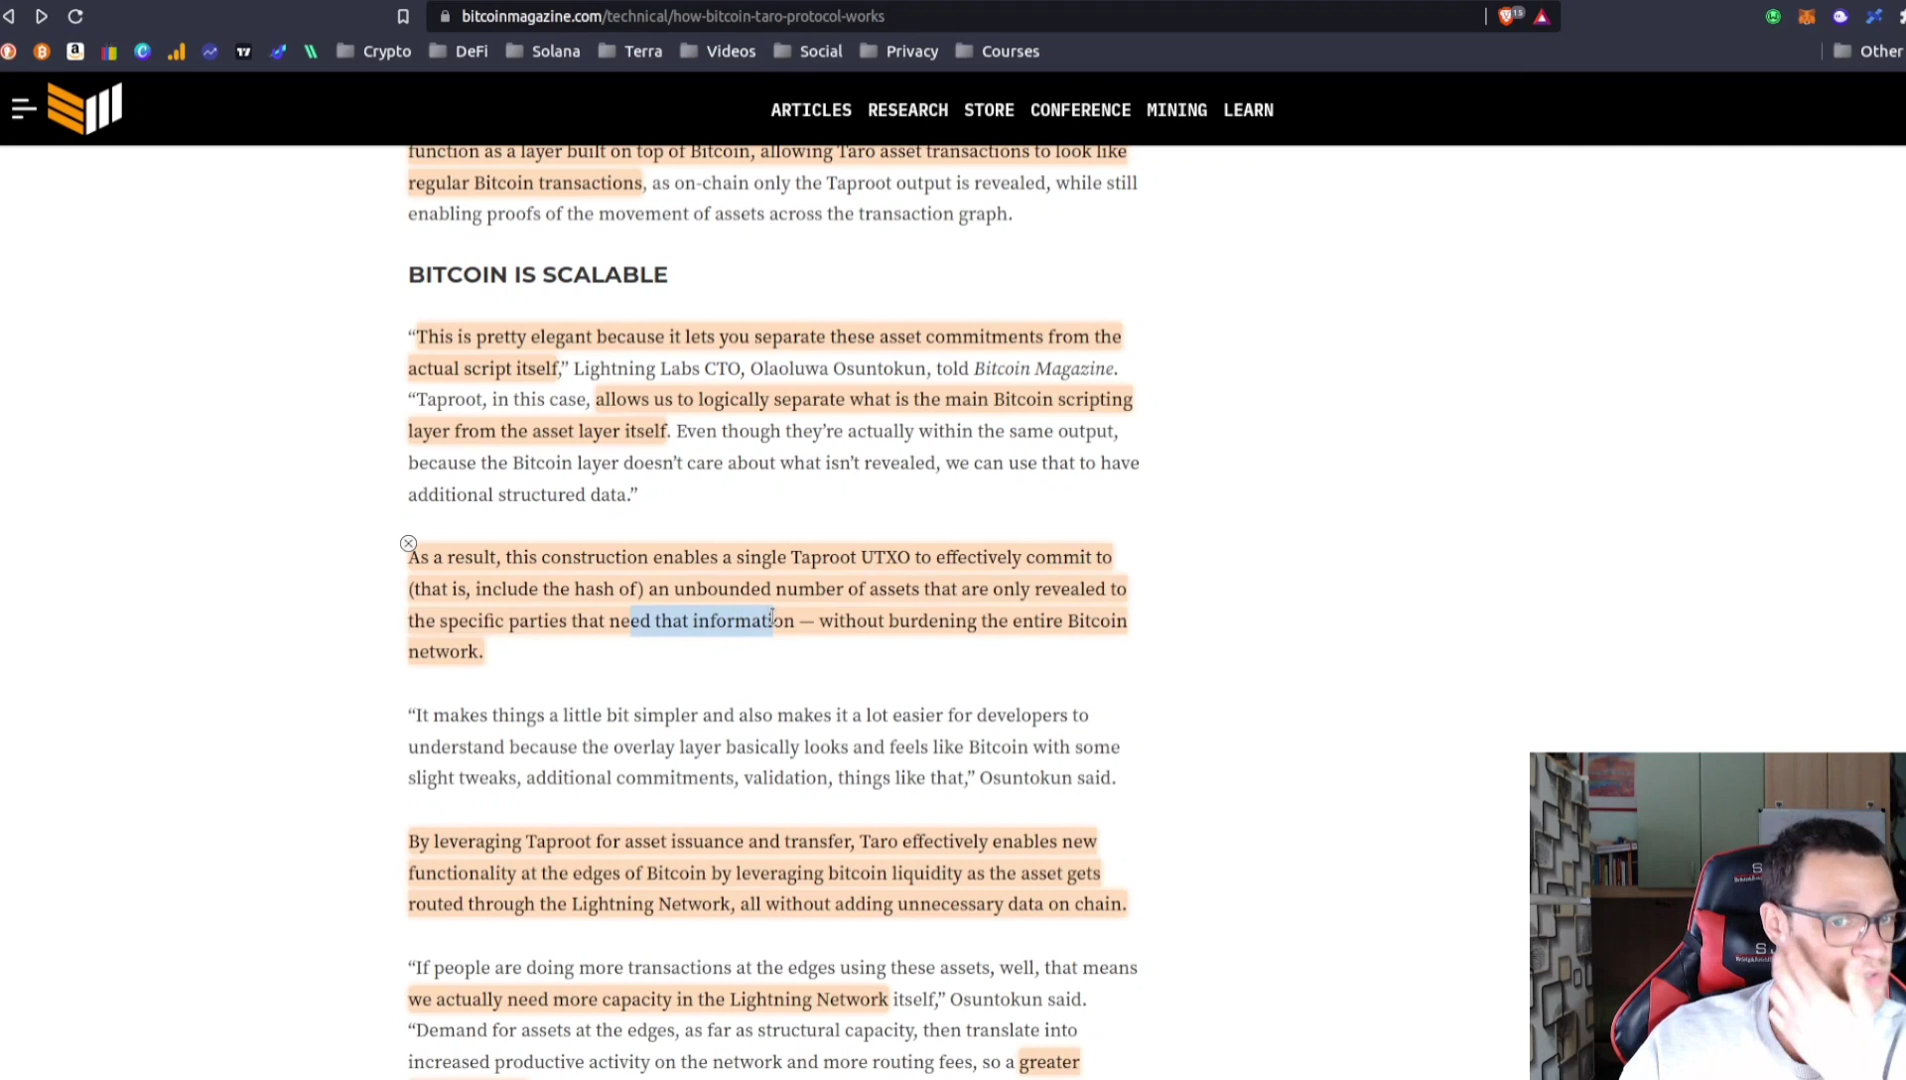 bitcoinmagazine.com/technical/how-bitcoin-taro-protocol-works
15
Crypto
DeFi
Solana
Terra
Videos
Social
Privacy
Courses
Other
ARTICLES RESEARCH STORE CONFERENCE MINING LEARN
function as a layer built on top of Bitcoin, allowing Taro asset transactions to look like
regular Bitcoin transactions, as on-chain only the Taproot output is revealed, while still
enabling proofs of the movement of assets across the transaction graph.
BITCOIN IS SCALABLE
“This is pretty elegant because it lets you separate these asset commitments from the
actual script itself,” Lightning Labs CTO, Olaoluwa Osuntokun, told Bitcoin Magazine.
“Taproot, in this case, allows us to logically separate what is the main Bitcoin scripting
layer from the asset layer itself. Even though they’re actually within the same output,
because the Bitcoin layer doesn’t care about what isn’t revealed, we can use that to have
additional structured data.”
As a result, this construction enables a single Taproot UTXO to effectively commit to
(that is, include the hash of) an unbounded number of assets that are only revealed to
the specific parties that need that information — without burdening the entire Bitcoin
network.
“It makes things a little bit simpler and also makes it a lot easier for developers to
understand because the overlay layer basically looks and feels like Bitcoin with some
slight tweaks, additional commitments, validation, things like that,” Osuntokun said.
By leveraging Taproot for asset issuance and transfer, Taro effectively enables new
functionality at the edges of Bitcoin by leveraging bitcoin liquidity as the asset gets
routed through the Lightning Network, all without adding unnecessary data on chain.
“If people are doing more transactions at the edges using these assets, well, that means
we actually need more capacity in the Lightning Network itself,” Osuntokun said.
“Demand for assets at the edges, as far as structural capacity, then translate into
increased productive activity on the network and more routing fees, so a greater